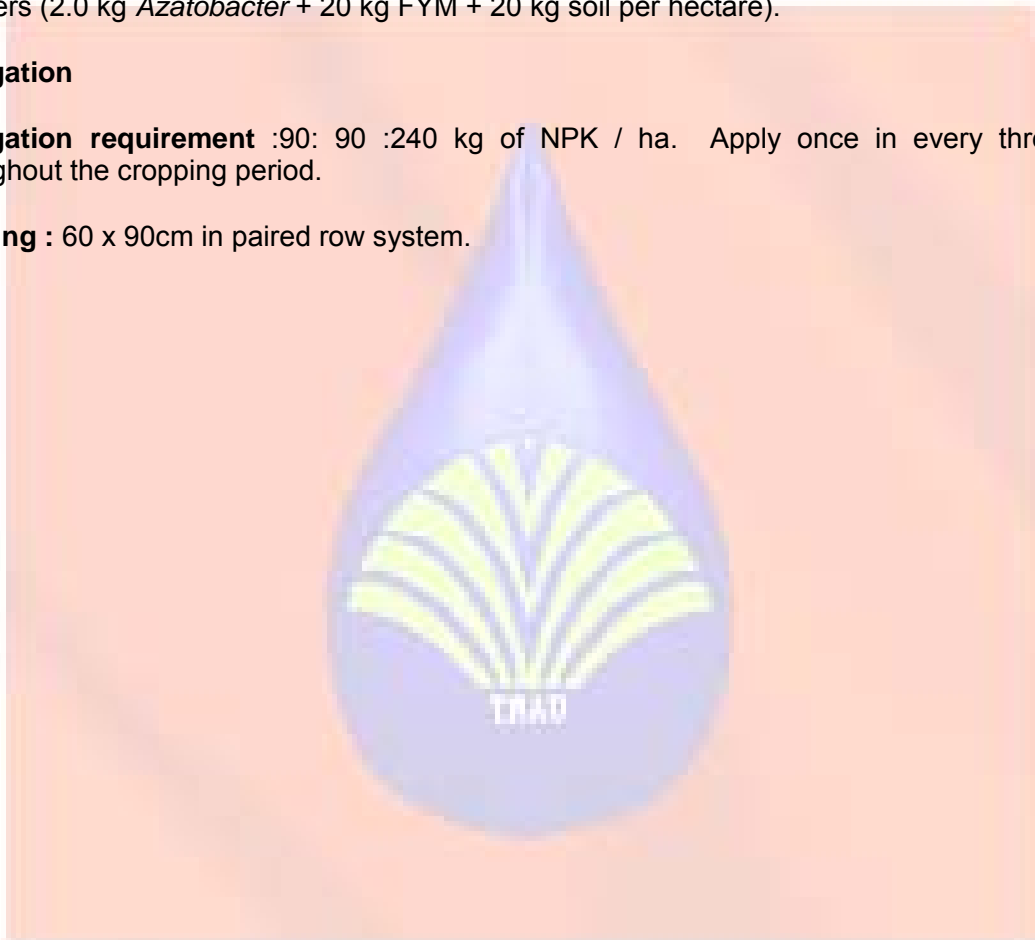 ers (2.0 kg Azatobacter + 20 kg FYM + 20 kg soil per hectare).
gation
gation requirement :90: 90 :240 kg of NPK / ha. Apply once in every thr
ghout the cropping period.
ng : 60 x 90cm in paired row system.
TNAU